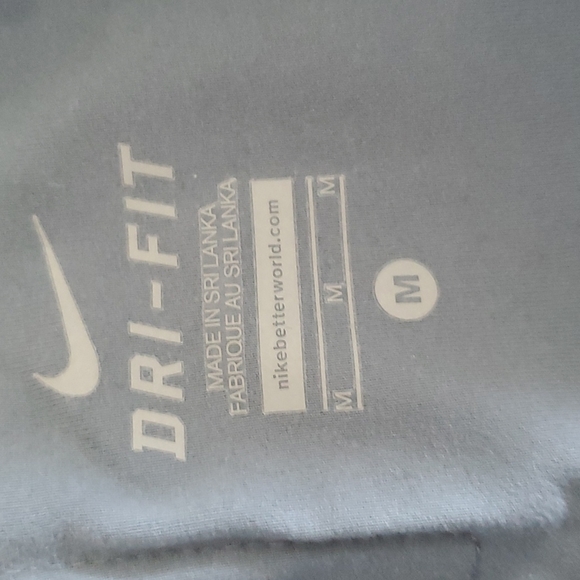 DRI-FIT
MADE IN SRI LANKA
FABRIQUE AU SRI LANKA
nikebetterworld.com
M M M
M